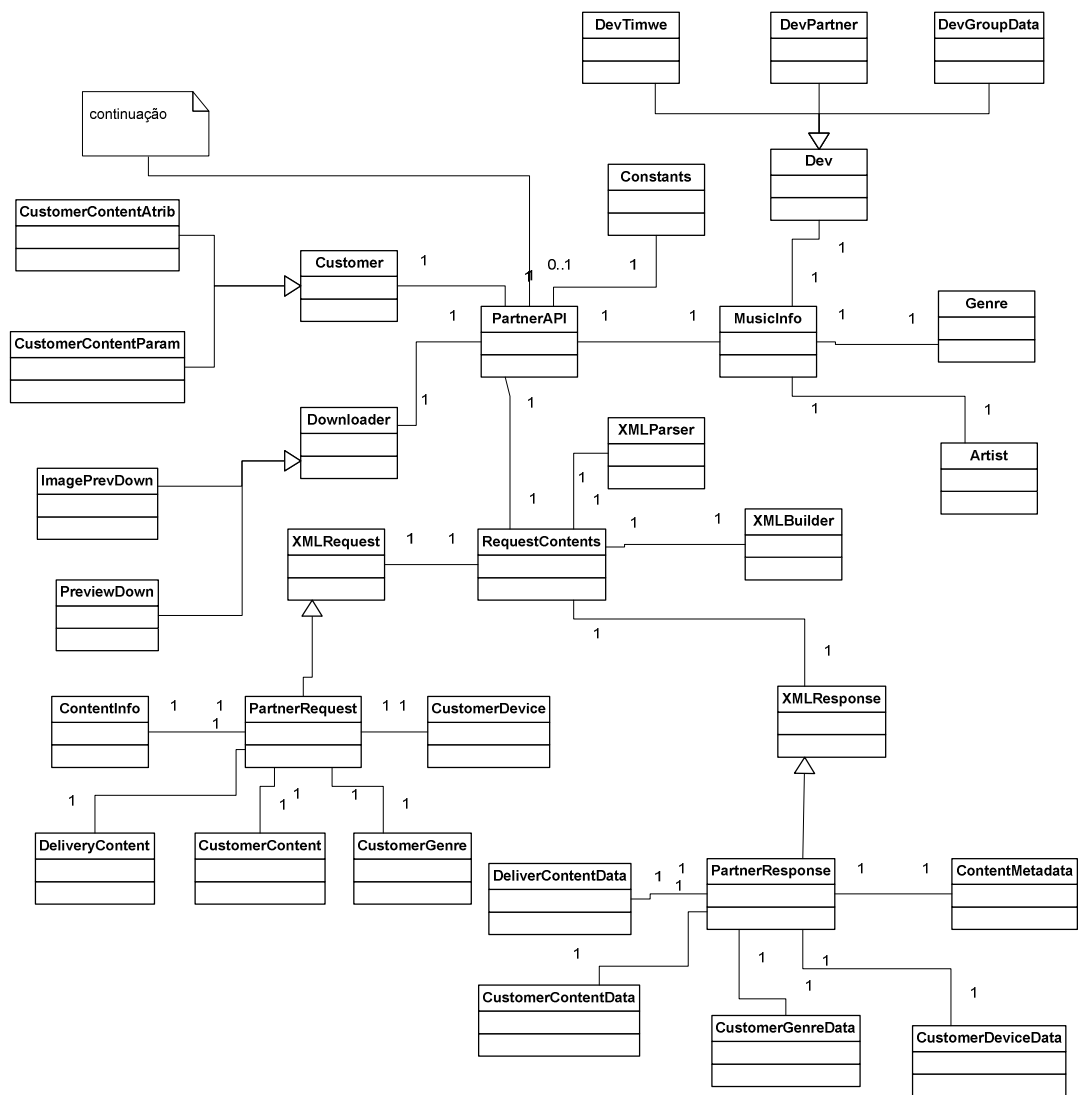 DevTimwe DevPartner DevGroupData
continuação
Dev
Constants
CustomerContentAtrib
1
Customer 1 1 0..1 1
1
Genre
PartnerAPI MusicInfo
1 1 1 1 1
CustomerContentParam
1 1 1 1
Downloader
XMLParser
Artist
ImagePrevDown
1
1 1
XMLBuilder
1 1
XMLRequest 1 1 RequestContents
PreviewDown
1
1
XMLResponse
ContentInfo 1 1 PartnerRequest 1 1 CustomerDevice
1
1 1 1 1 1
DeliveryContent CustomerContent CustomerGenre
DeliverContentData 1 1 PartnerResponse 1 1 ContentMetadata
1
1 1 1
1 1
CustomerContentData
CustomerGenreData
CustomerDeviceData